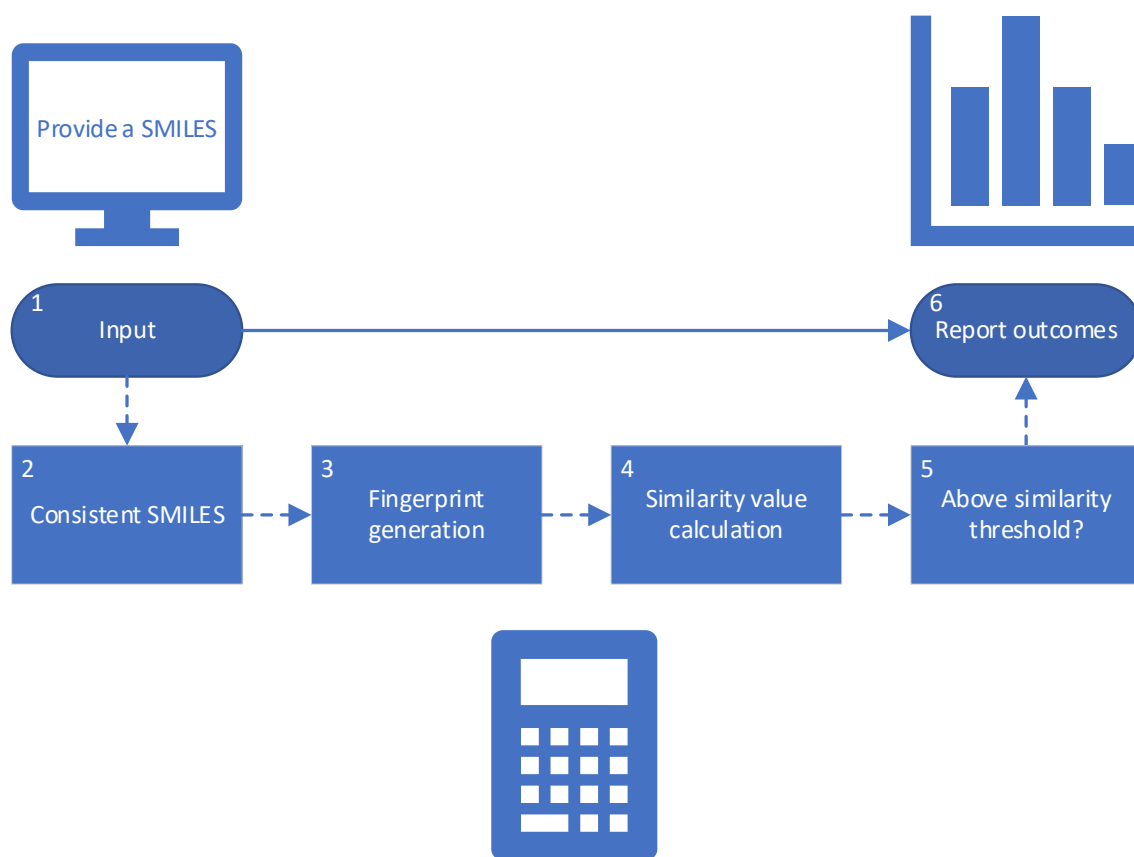 Provide a SMILES
1
Input
6
Report outcomes
2
Consistent SMILES
3
Fingerprint
generation
4
Similarity value
calculation
5
Above similarity
threshold?